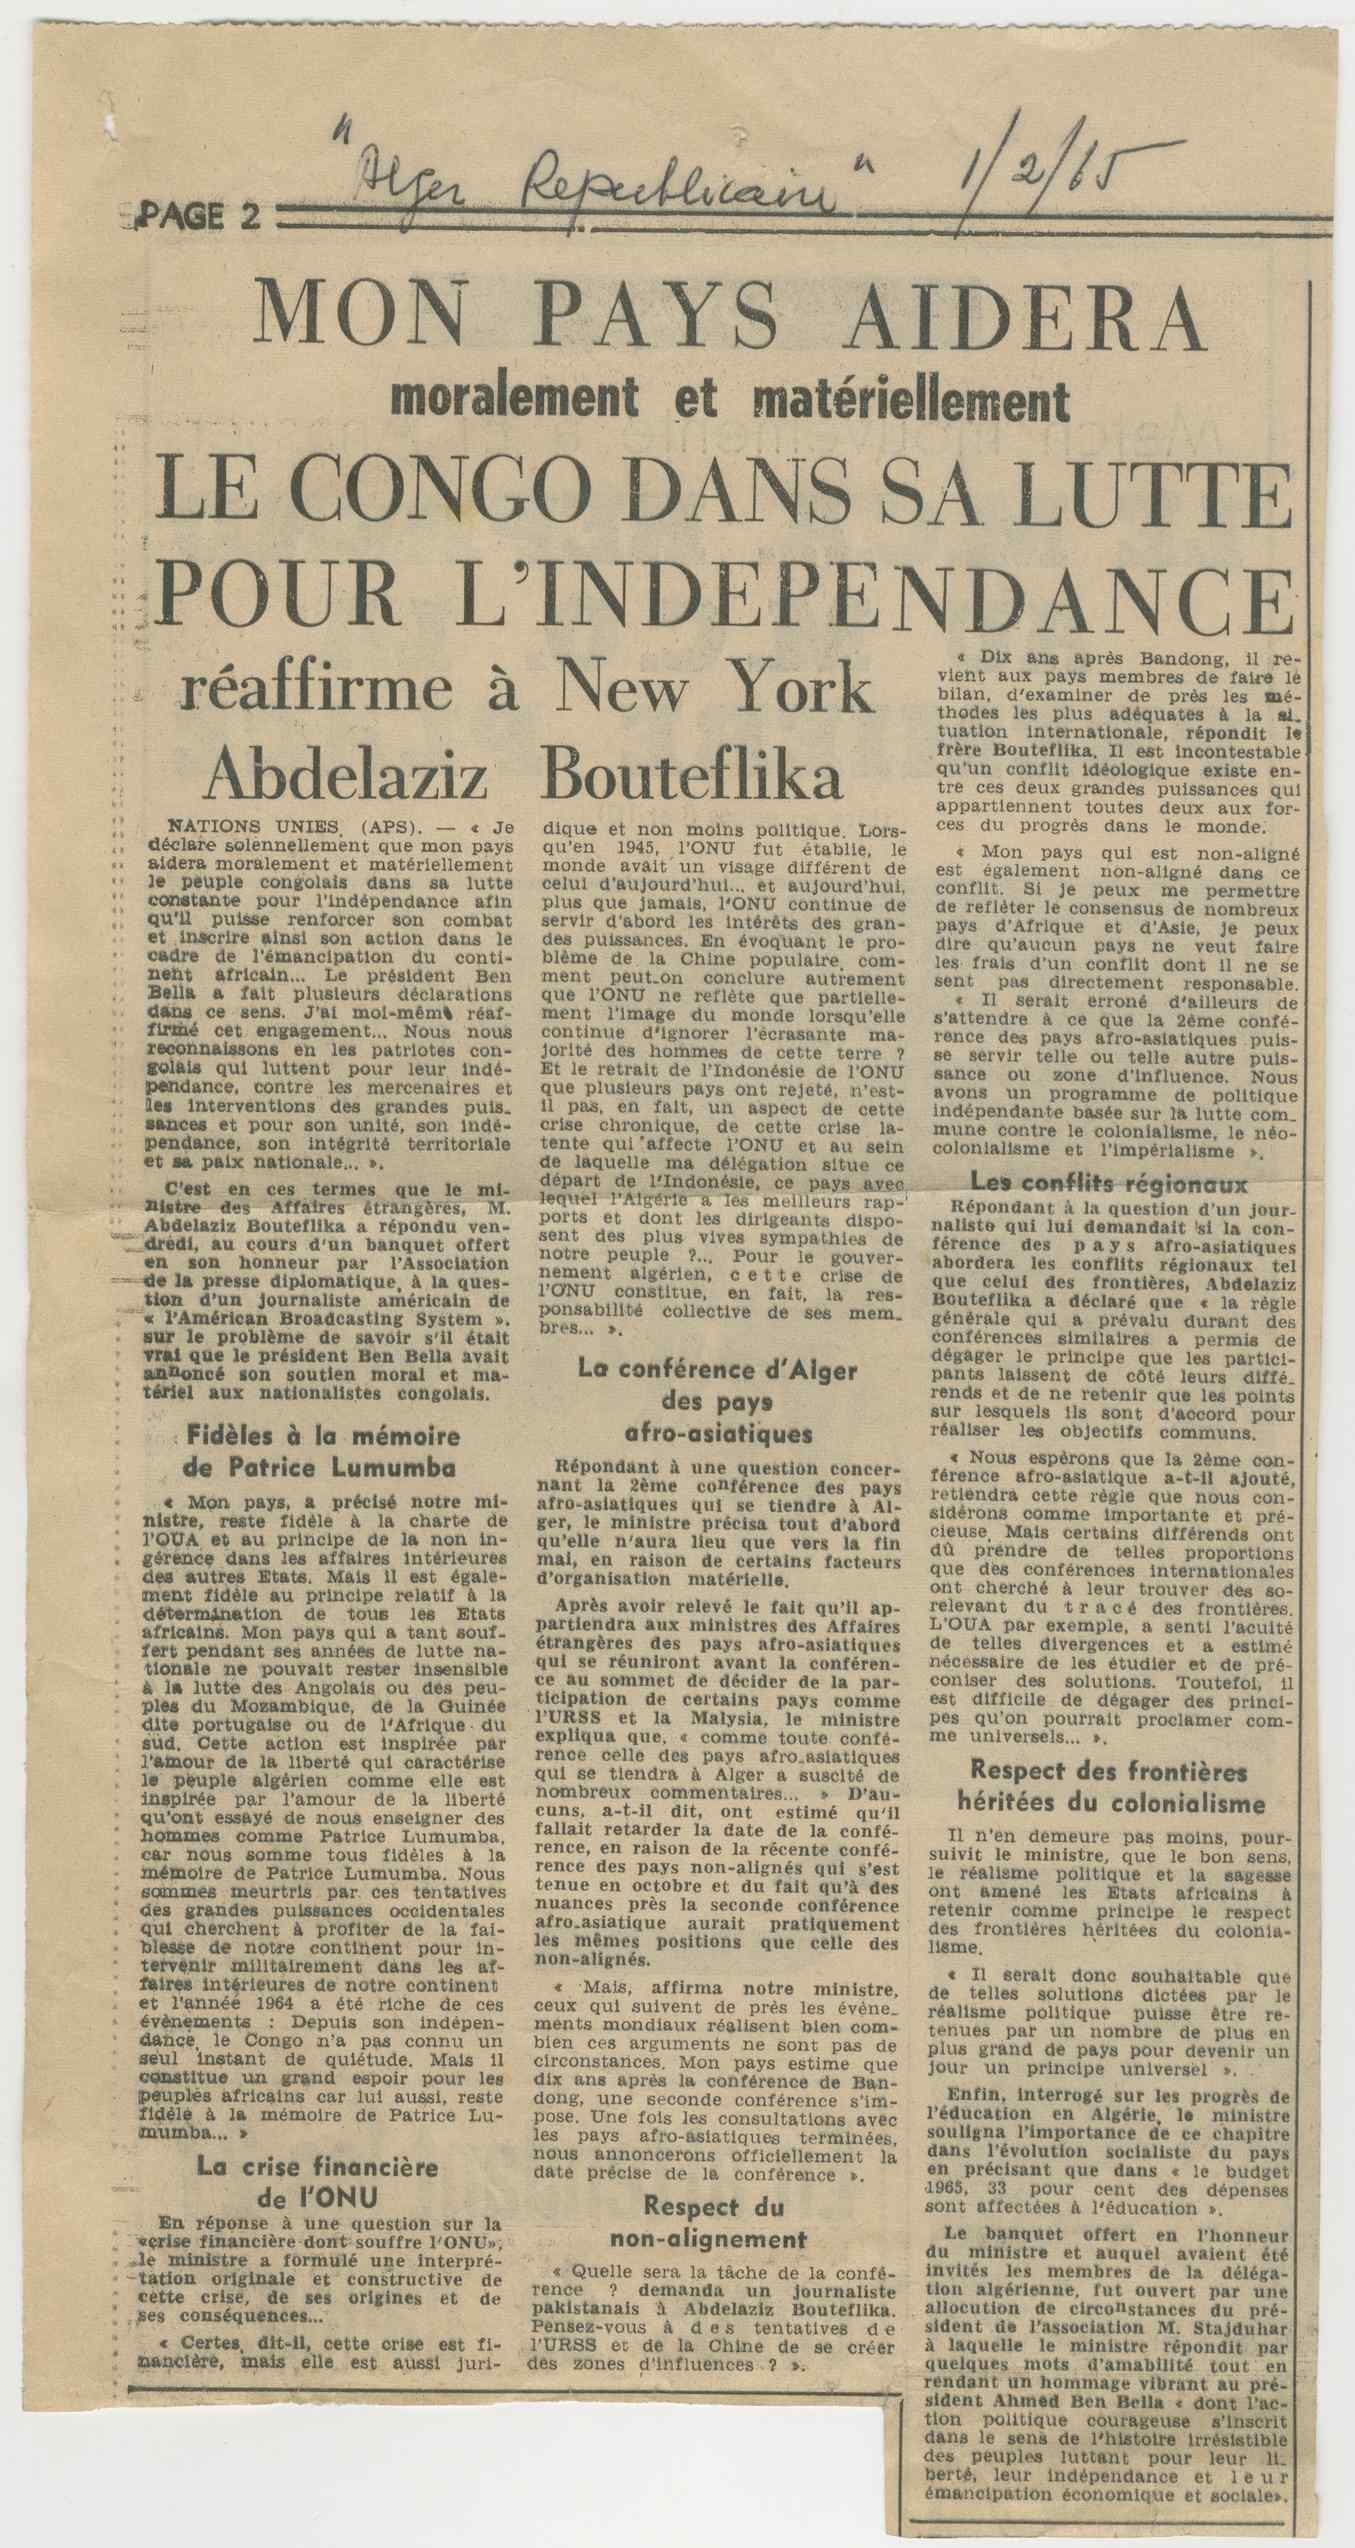 "Alger Republicain" 1/2/65
PAGE 2
MON PAYS AIDERA
moralement et matériellement
LE CONGO DANS SA LUTTE
POUR L'INDEPENDANCE
réaffirme à New York
Abdelaziz Bouteflika
NATIONS UNIES, (APS). — « Je
déclare solennellement que mon pays
aidera moralement et matériellement
le peuple congolais dans sa lutte
constante pour l'indépendance afin
qu'il puisse renforcer son combat
et inscrire ainsi son action dans le
cadre de l'émancipation du conti-
nent africain... Le président Ben
Bella a fait plusieurs déclarations
dans ce sens. J'ai moi-même réaf-
firmé cet engagement... Nous nous
reconnaissons en les patriotes con-
golais qui luttent pour leur indé-
pendance, contre les mercenaires et
les interventions des grandes puis-
sances et pour son unité, son indé-
pendance, son intégrité territoriale
et sa paix nationale... ».
C'est en ces termes que le mi-
nistre des Affaires étrangères, M.
Abdelaziz Bouteflika a répondu ven-
dredi, au cours d'un banquet offert
en son honneur par l'Association
de la presse diplomatique, à la ques-
tion d'un journaliste américain de
« l'Américan Broadcasting System ».
sur le problème de savoir s'il était
vrai que le président Ben Bella avait
annoncé son soutien moral et ma-
tériel aux nationalistes congolais.
Fidèles à la mémoire
de Patrice Lumumba
« Mon pays, a précisé notre mi-
nistre, reste fidèle à la charte de
l'OUA et au principe de la non in-
gérence dans les affaires intérieures
des autres Etats. Mais il est égale-
ment fidèle au principe relatif à la
détermination de tous les Etats
africains. Mon pays qui a tant souf-
fert pendant ses années de lutte na-
tionale ne pouvait rester insensible
à la lutte des Angolais ou des peu-
ples du Mozambique, de la Guinée
dite portugaise ou de l'Afrique du
sud. Cette action est inspirée par
l'amour de la liberté qui caractérise
le peuple algérien comme elle est
inspirée par l'amour de la liberté
qu'ont essayé de nous enseigner des
hommes comme Patrice Lumumba,
car nous somme tous fidèles à la
mémoire de Patrice Lumumba. Nous
sommes meurtris par ces tentatives
des grandes puissances occidentales
qui cherchent à profiter de la fai-
blesse de notre continent pour in-
tervenir militairement dans les af-
faires intérieures de notre continent
et l'année 1964 a été riche de ces
évènements : Depuis son indépen-
dance, le Congo n'a pas connu un
seul instant de quiétude. Mais il
constitue un grand espoir pour les
peuples africains car lui aussi, reste
fidèle à la mémoire de Patrice Lu-
mumba... »
La crise financière
de l'ONU
En réponse à une question sur la
«crise financière dont souffre l'ONU»,
le ministre a formulé une interpré-
tation originale et constructive de
cette crise, de ses origines et de
ses conséquences...
« Certes, dit-il, cette crise est fi-
nancière, mais elle est aussi juri-
dique et non moins politique. Lors-
qu'en 1945, l'ONU fut établie, le
monde avait un visage différent de
celui d'aujourd'hui... et aujourd'hui,
plus que jamais, l'ONU continue de
servir d'abord les intérêts des gran-
des puissances. En évoquant le pro-
blème de la Chine populaire, com-
ment peut-on conclure autrement
que l'ONU ne reflète que partielle-
ment l'image du monde lorsqu'elle
continue d'ignorer l'écrasante ma-
jorité des hommes de cette terre ?
Et le retrait de l'Indonésie de l'ONU
que plusieurs pays ont rejeté, n'est-
il pas, en fait, un aspect de cette
crise chronique, de cette crise la-
tente qui affecte l'ONU et au sein
de laquelle ma délégation situe ce
départ de l'Indonésie, ce pays avec
lequel l'Algérie a les meilleurs rap-
ports et dont les dirigeants dispo-
sent des plus vives sympathies de
notre peuple ?... Pour le gouver-
nement algérien, cette crise de
l'ONU constitue, en fait, la res-
ponsabilité collective de ses mem-
bres... ».
La conférence d'Alger
des pays
afro-asiatiques
Répondant à une question concer-
nant la 2ème conférence des pays
afro-asiatiques qui se tiendre à Al-
ger, le ministre précisa tout d'abord
qu'elle n'aura lieu que vers la fin
mai, en raison de certains facteurs
d'organisation matérielle.
Après avoir relevé le fait qu'il ap-
partiendra aux ministres des Affaires
étrangères des pays afro-asiatiques
qui se réuniront avant la conféren-
ce au sommet de décider de la par-
ticipation de certains pays comme
l'URSS et la Malysia, le ministre
expliqua que, « comme toute confé-
rence celle des pays afro-asiatiques
qui se tiendra à Alger a suscité de
nombreux commentaires... » D'au-
cuns, a-t-il dit, ont estimé qu'il
fallait retarder la date de la confé-
rence, en raison de la récente confé-
rence des pays non-alignés qui s'est
tenue en octobre et du fait qu'à des
nuances près la seconde conférence
afro-asiatique aurait pratiquement
les mêmes positions que celle des
non-alignés.
« Mais, affirma notre ministre,
ceux qui suivent de près les évène-
ments mondiaux réalisent bien com-
bien ces arguments ne sont pas de
circonstances. Mon pays estime que
dix ans après la conférence de Ban-
dong, une seconde conférence s'im-
pose. Une fois les consultations avec
les pays afro-asiatiques terminées,
nous annoncerons officiellement la
date précise de la conférence ».
Respect du
non-alignement
« Quelle sera la tâche de la confé-
rence ? demanda un journaliste
pakistanais à Abdelaziz Bouteflika.
Pensez-vous à des tentatives de
l'URSS et de la Chine de se créer
des zones d'influences ? ».
« Dix ans après Bandong, il re-
vient aux pays membres de faire le
bilan, d'examiner de près les mé-
thodes les plus adéquates à la si-
tuation internationale, répondit le
frère Bouteflika. Il est incontestable
qu'un conflit idéologique existe en-
tre ces deux grandes puissances qui
appartiennent toutes deux aux for-
ces du progrès dans le monde.
« Mon pays qui est non-aligné
est également non-aligné dans ce
conflit. Si je peux me permettre
de refléter le consensus de nombreux
pays d'Afrique et d'Asie, je peux
dire qu'aucun pays ne veut faire
les frais d'un conflit dont il ne se
sent pas directement responsable.
« Il serait erroné d'ailleurs de
s'attendre à ce que la 2ème confé-
rence des pays afro-asiatiques puis-
se servir telle ou telle autre puis-
sance ou zone d'influence. Nous
avons un programme de politique
indépendante basée sur la lutte com-
mune contre le colonialisme, le néo-
colonialisme et l'impérialisme ».
Les conflits régionaux
Répondant à la question d'un jour-
naliste qui lui demandait si la con-
férence des pays afro-asiatiques
abordera les conflits régionaux tel
que celui des frontières, Abdelaziz
Bouteflika a déclaré que « la règle
générale qui a prévalu durant des
conférences similaires a permis de
dégager le principe que les partici-
pants laissent de côté leurs diffé-
rends et de ne retenir que les points
sur lesquels ils sont d'accord pour
réaliser les objectifs communs.
« Nous espérons que la 2ème con-
férence afro-asiatique a-t-il ajouté,
retiendra cette règle que nous con-
sidérons comme importante et pré-
cieuse. Mais certains différends ont
dû prendre de telles proportions
que des conférences internationales
ont cherché à leur trouver des so-
relevant du tracé des frontières.
L'OUA par exemple, a senti l'acuité
de telles divergences et a estimé
nécessaire de les étudier et de pré-
coniser des solutions. Toutefoi, il
est difficile de dégager des princi-
pes qu'on pourrait proclamer com-
me universels... ».
Respect des frontières
héritées du colonialisme
Il n'en demeure pas moins, pour-
suivit le ministre, que le bon sens,
le réalisme politique et la sagesse
ont amené les Etats africains à
retenir comme principe le respect
des frontières héritées du colonia-
lisme.
« Il serait donc souhaitable que
de telles solutions dictées par le
réalisme politique puisse être re-
tenues par un nombre de plus en
plus grand de pays pour devenir un
jour un principe universel ».
Enfin, interrogé sur les progrès de
l'éducation en Algérie, le ministre
souligna l'importance de ce chapitre
dans l'évolution socialiste du pays
en précisant que dans « le budget
1965, 33 pour cent des dépenses
sont affectées à l'éducation ».
Le banquet offert en l'honneur
du ministre et auquel avaient été
invités les membres de la déléga-
tion algérienne, fut ouvert par une
allocution de circonstances du pré-
sident de l'association M. Stajduhar
à laquelle le ministre répondit par
quelques mots d'amabilité tout en
rendant un hommage vibrant au pré-
sident Ahmed Ben Bella « dont l'ac-
tion politique courageuse s'inscrit
dans le sens de l'histoire irrésistible
des peuples luttant pour leur li-
berté, leur indépendance et leur
émancipation économique et sociale».